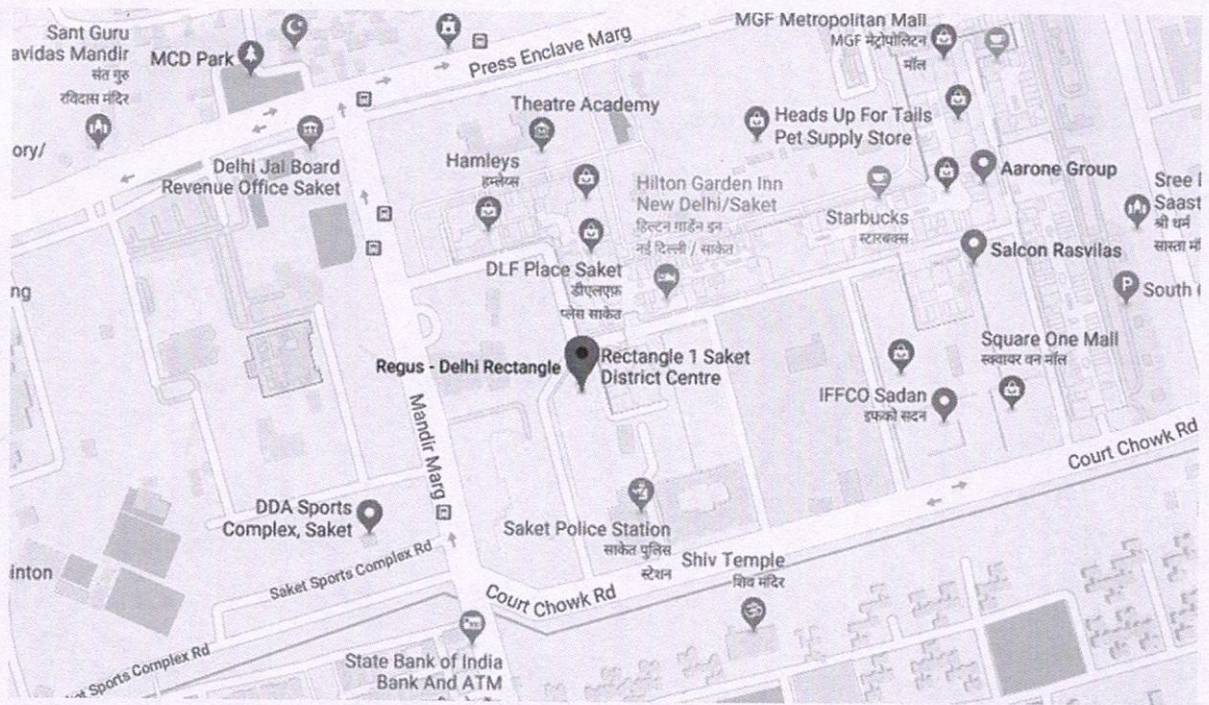 Sant Guru
avidas Mandir
संत गुरु
रविदास मंदिर
MCD Park
Press Enclave Marg
MGF Metropolitan Mall
MGF मेट्रोपोलिटन
मॉल
ory/
Delhi Jal Board
Revenue Office Saket
Theatre Academy
Hamleys
हम्लेय्स
Heads Up For Tails
Pet Supply Store
Aarone Group
Hilton Garden Inn
New Delhi/Saket
हिल्टन गार्डन इन
नई दिल्ली / साकेत
Starbucks
स्टारबक्स
Sree
Saast
श्री धर्म
सास्ता
DLF Place Saket
डीएलएफ़
प्लेस साकेत
Salcon Rasvilas
P
South
ng
Regus - Delhi Rectangle
Rectangle 1 Saket
District Centre
Square One Mall
स्क्वायर वन मॉल
IFFCO Sadan
इफको सदन
Mandir Marg
Court Chowk Rd
DDA Sports
Complex, Saket
Saket Police Station
साकेत पुलिस
स्टेशन
Shiv Temple
शिव मंदिर
inton
Saket Sports Complex Rd
Court Chowk Rd
et Sports Complex Rd
State Bank of India
Bank And ATM